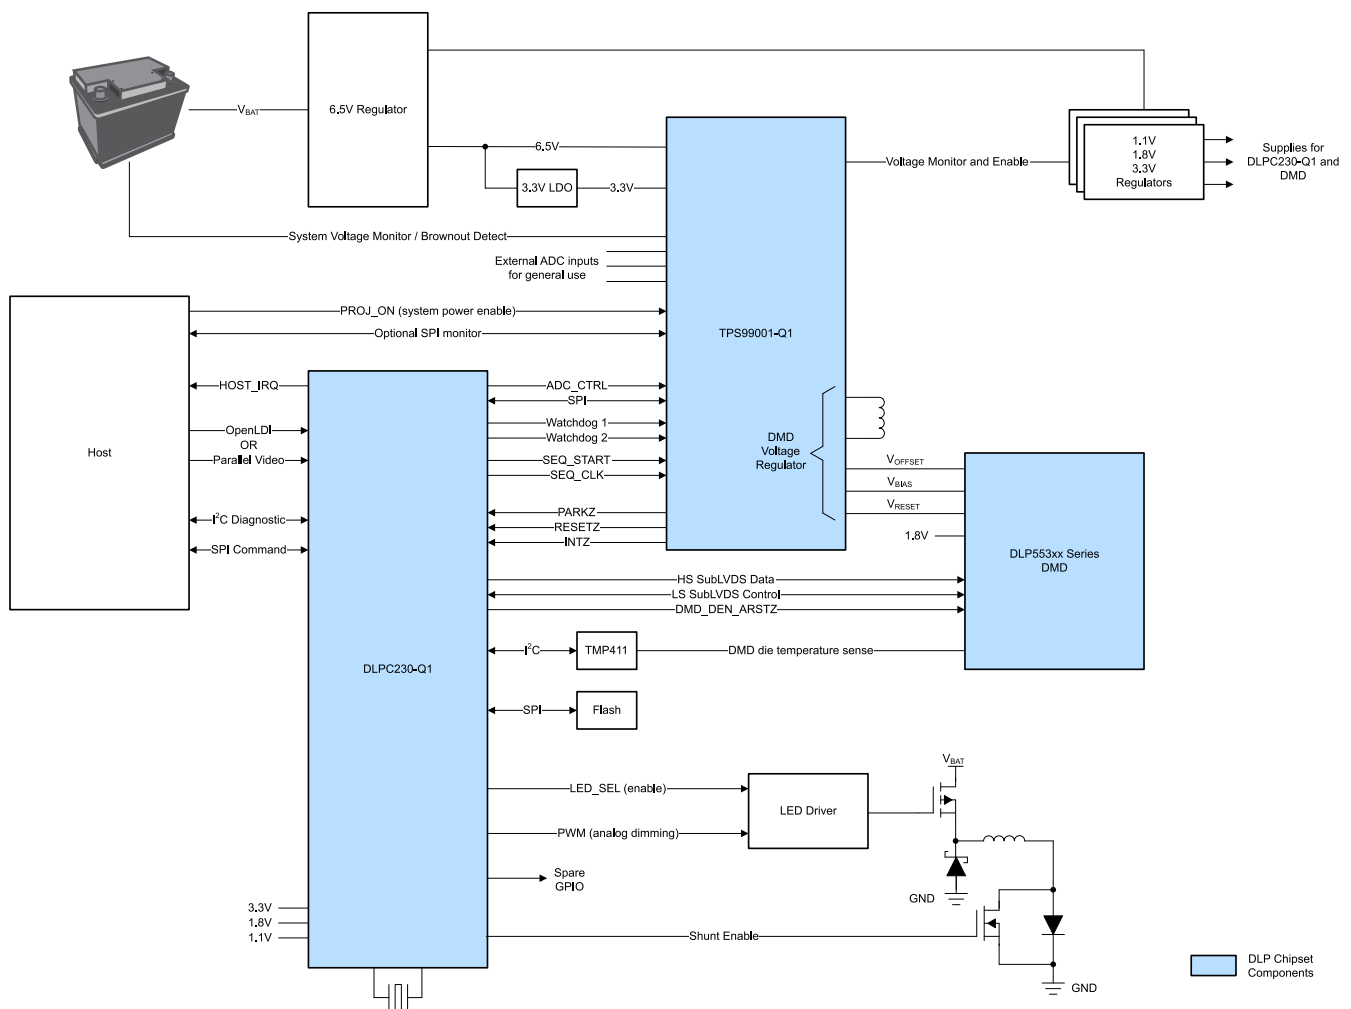 V_BAT
6.5V Regulator
6.5V
3.3V LDO
3.3V
System Voltage Monitor / Brownout Detect
External ADC inputs
for general use
Voltage Monitor and Enable
1.1V
1.8V
3.3V
Regulators
Supplies for
DLPC230-Q1 and
DMD
PROJ_ON (system power enable)
Optional SPI monitor
TPS99001-Q1
Host
HOST_IRQ
OpenLDI
OR
Parallel Video
I²C Diagnostic
SPI Command
ADC_CTRL
SPI
Watchdog 1
Watchdog 2
SEQ_START
SEQ_CLK
PARKZ
RESETZ
INTZ
DMD
Voltage
Regulator
V_OFFSET
V_BIAS
V_RESET
1.8V
DLP553xx Series
DMD
HS SubLVDS Data
LS SubLVDS Control
DMD_DEN_ARSTZ
DLPC230-Q1
I²C
TMP411
DMD die temperature sense
SPI
Flash
LED_SEL (enable)
PWM (analog dimming)
LED Driver
V_BAT
GND
Spare
GPIO
3.3V
1.8V
1.1V
Shunt Enable
GND
DLP Chipset
Components